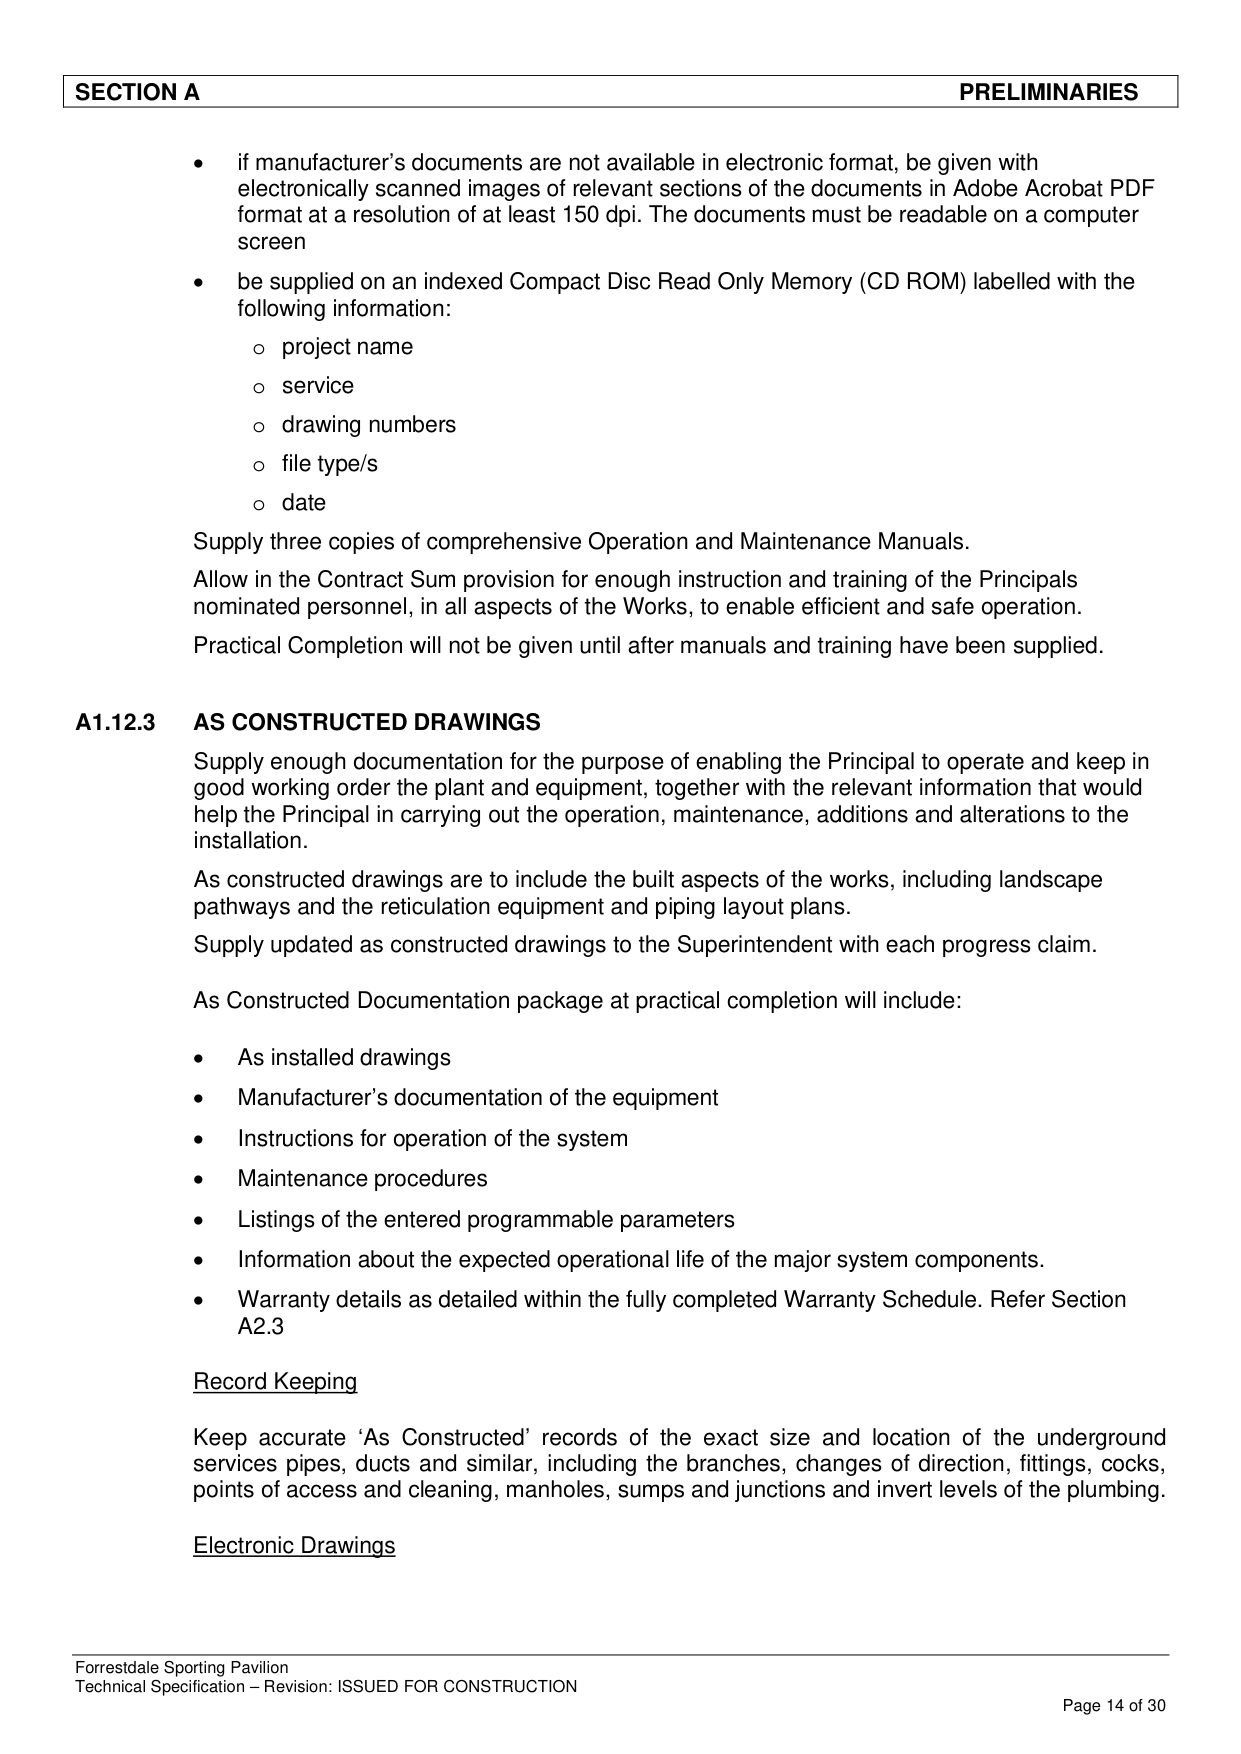 SECTION A PRELIMINARIES
• if manufacturer’s documents are not available in electronic format, be given with
electronically scanned images of relevant sections of the documents in Adobe Acrobat PDF
format at a resolution of at least 150 dpi. The documents must be readable on a computer
screen
• be supplied on an indexed Compact Disc Read Only Memory (CD ROM) labelled with the
following information:
o project name
o service
o drawing numbers
o file type/s
o date
Supply three copies of comprehensive Operation and Maintenance Manuals.
Allow in the Contract Sum provision for enough instruction and training of the Principals
nominated personnel, in all aspects of the Works, to enable efficient and safe operation.
Practical Completion will not be given until after manuals and training have been supplied.
A1.12.3 AS CONSTRUCTED DRAWINGS
Supply enough documentation for the purpose of enabling the Principal to operate and keep in
good working order the plant and equipment, together with the relevant information that would
help the Principal in carrying out the operation, maintenance, additions and alterations to the
installation.
As constructed drawings are to include the built aspects of the works, including landscape
pathways and the reticulation equipment and piping layout plans.
Supply updated as constructed drawings to the Superintendent with each progress claim.
As Constructed Documentation package at practical completion will include:
• As installed drawings
• Manufacturer’s documentation of the equipment
• Instructions for operation of the system
• Maintenance procedures
• Listings of the entered programmable parameters
• Information about the expected operational life of the major system components.
• Warranty details as detailed within the fully completed Warranty Schedule. Refer Section
A2.3
Record Keeping
Keep accurate ‘As Constructed’ records of the exact size and location of the underground
services pipes, ducts and similar, including the branches, changes of direction, fittings, cocks,
points of access and cleaning, manholes, sumps and junctions and invert levels of the plumbing.
Electronic Drawings
Forrestdale Sporting Pavilion
Technical Specification – Revision: ISSUED FOR CONSTRUCTION
Page 14 of 30